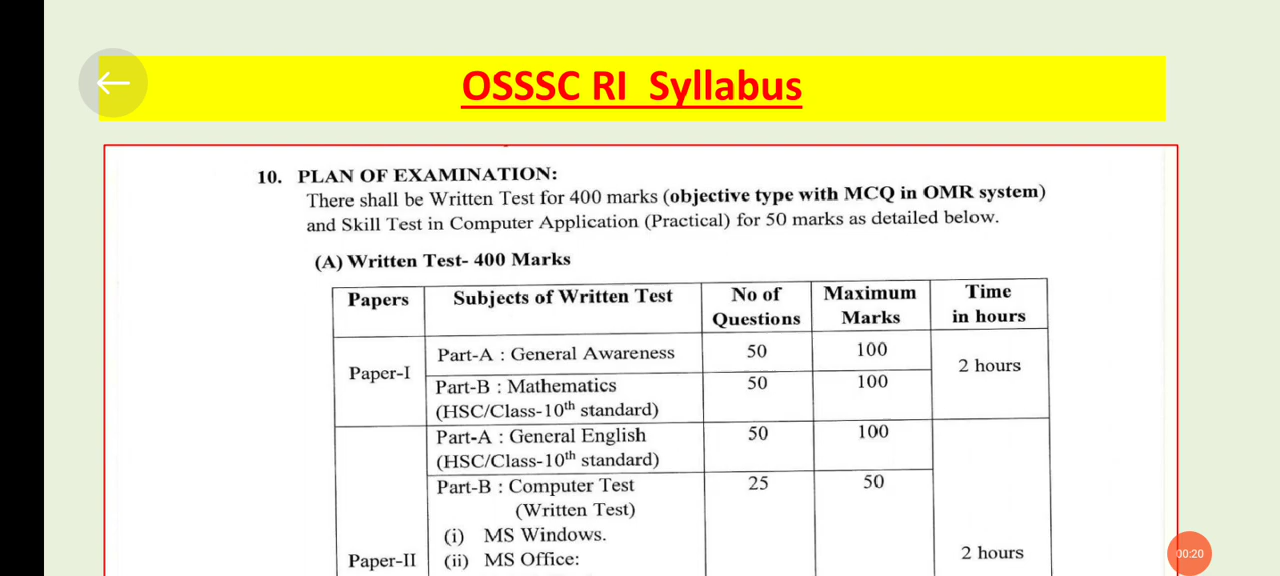 OSSSC RI Syllabus
10. PLAN OF EXAMINATION:
There shall be Written Test for 400 marks (objective type with MCQ in OMR system)
and Skill Test in Computer Application (Practical) for 50 marks as detailed below.
(A) Written Test- 400 Marks
Papers Subjects of Written Test No of Questions Maximum Marks Time in hours
Paper-I
Part-A : General Awareness 50 100 2 hours
Part-B : Mathematics 50 100
(HSC/Class-10th standard)
Part-A : General English 50 100
(HSC/Class-10th standard)
Part-B : Computer Test 25 50
(Written Test)
(i) MS Windows.
Paper-II (ii) MS Office: 2 hours
00:20